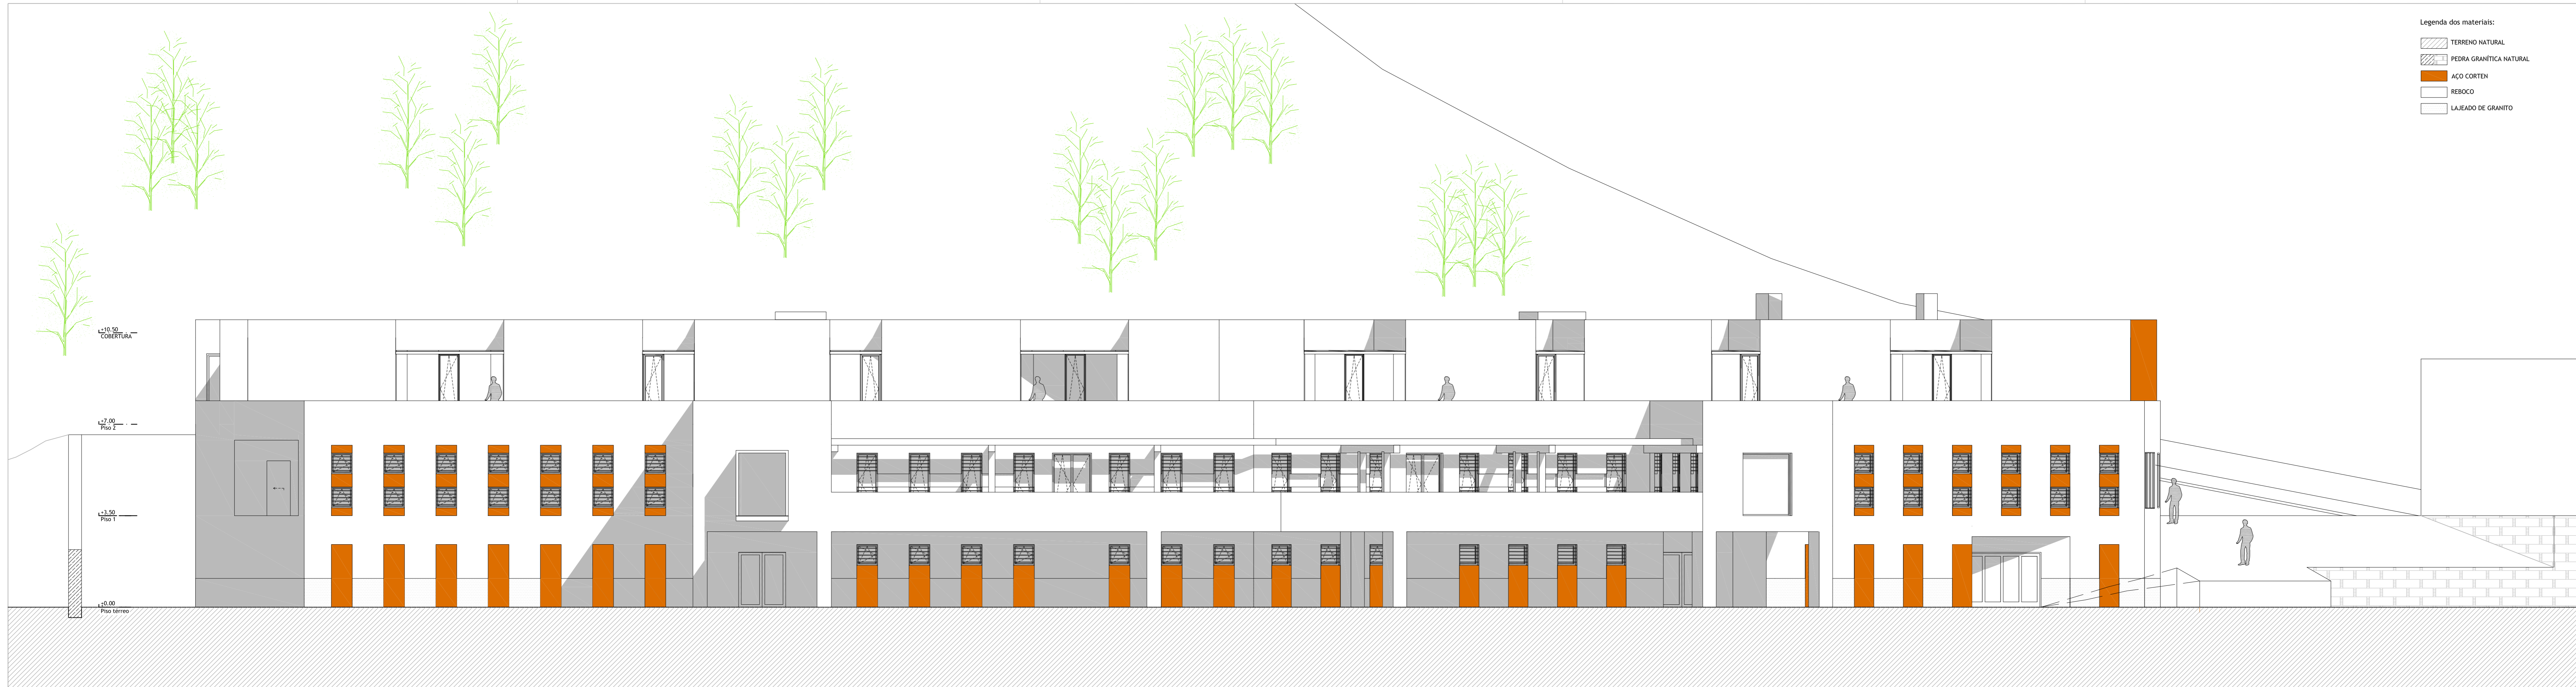 Legenda dos materiais:
TERRENO NATURAL
PEDRA GRANÍTICA NATURAL
AÇO CORTEN
REBOCO
LAJEADO DE GRANITO
+10.50
COBERTURA
+7.00
Piso 2
+3.50
Piso 1
+0.00
Piso térreo